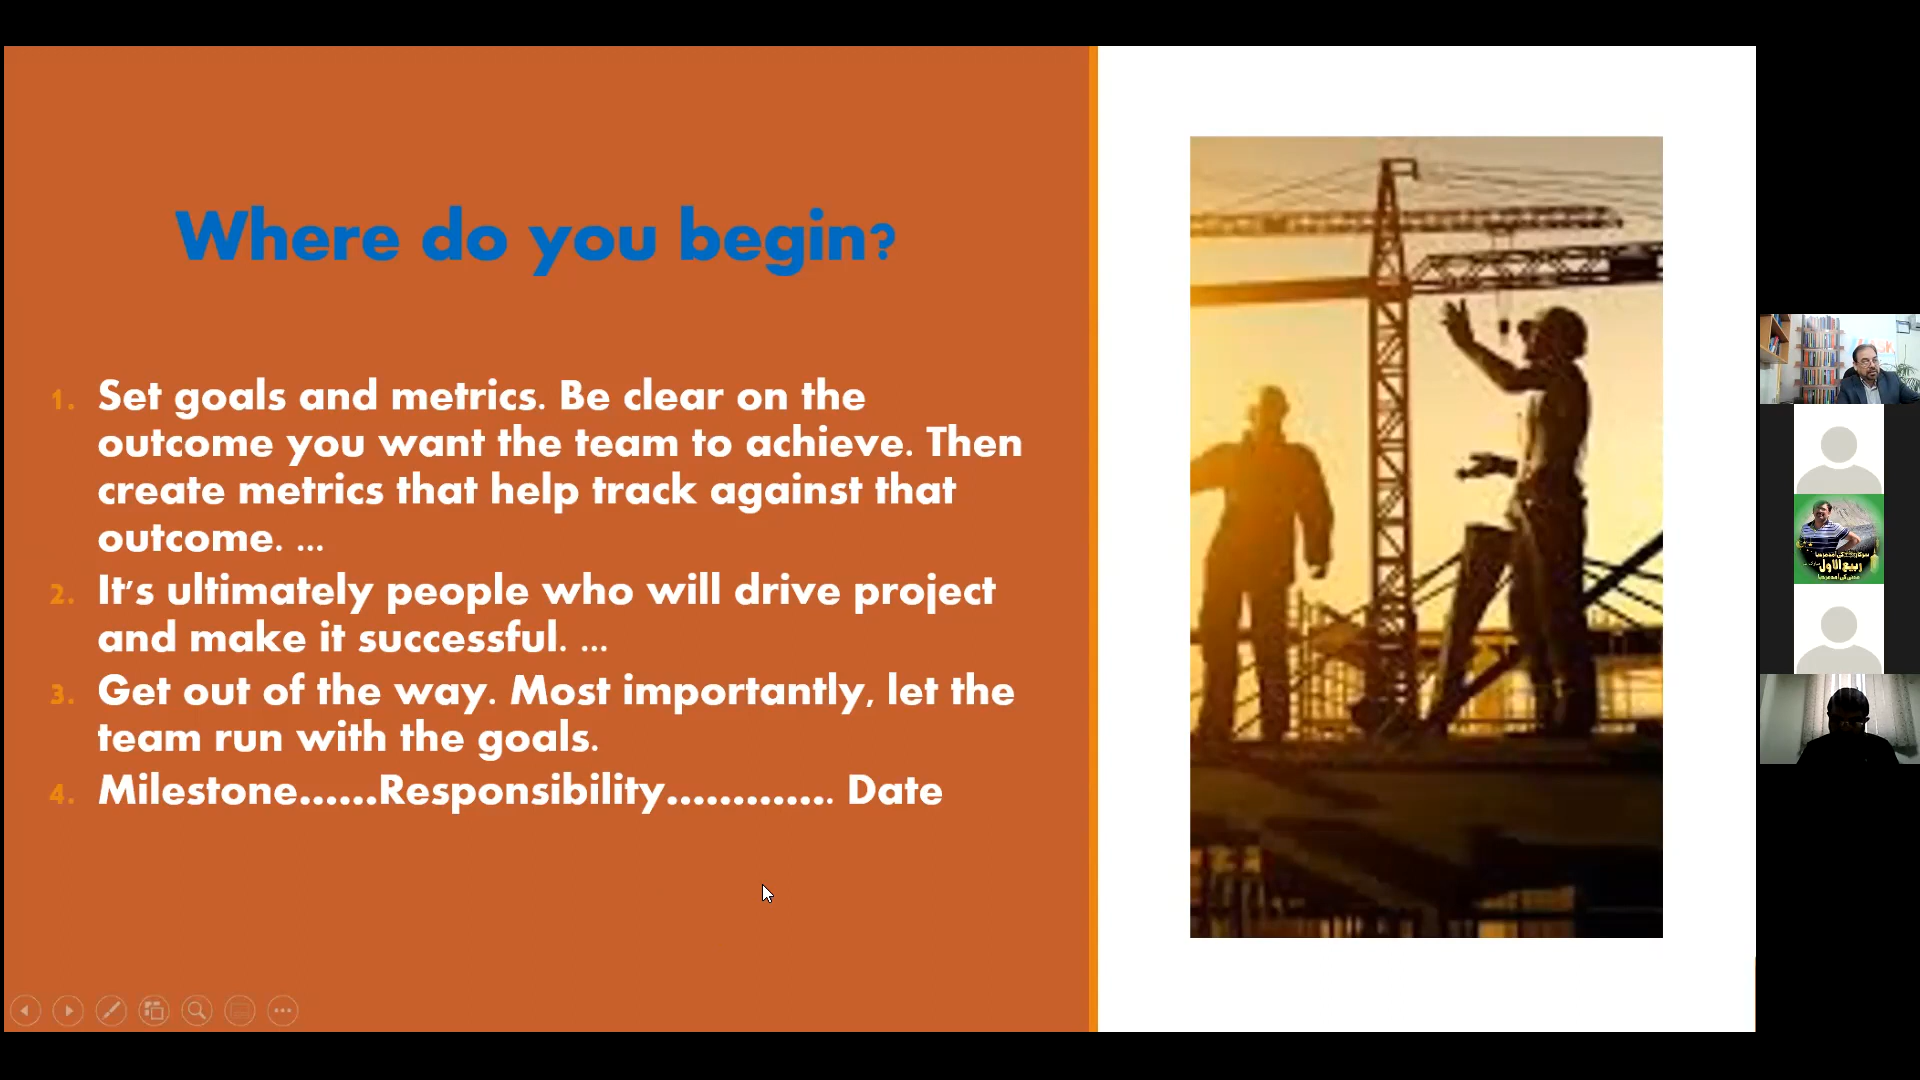 Where do you begin?
1. Set goals and metrics. Be clear on the
outcome you want the team to achieve. Then
create metrics that help track against that
outcome. ...
2. It's ultimately people who will drive project
and make it successful. ...
3. Get out of the way. Most importantly, let the
team run with the goals.
4. Milestone......Responsibility............. Date
ربیع الاول